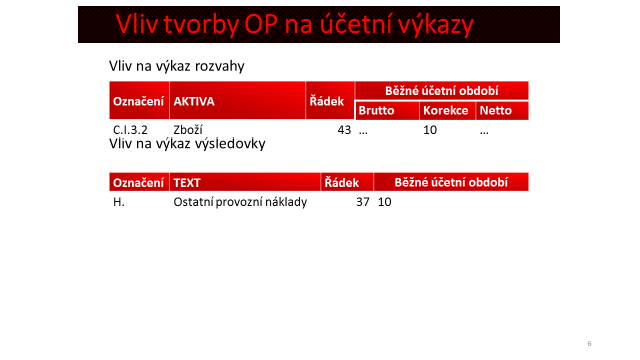 Vliv tvorby OP na účetní výkazy
Vliv na výkaz rozvahy
Označení AKTIVA Řádek Běžné účetní období
Brutto Korekce Netto
C.I.3.2 Zboží 43 … 10 …
Vliv na výkaz výsledovky
Označení TEXT Řádek Běžné účetní období
H. Ostatní provozní náklady 37 10
6